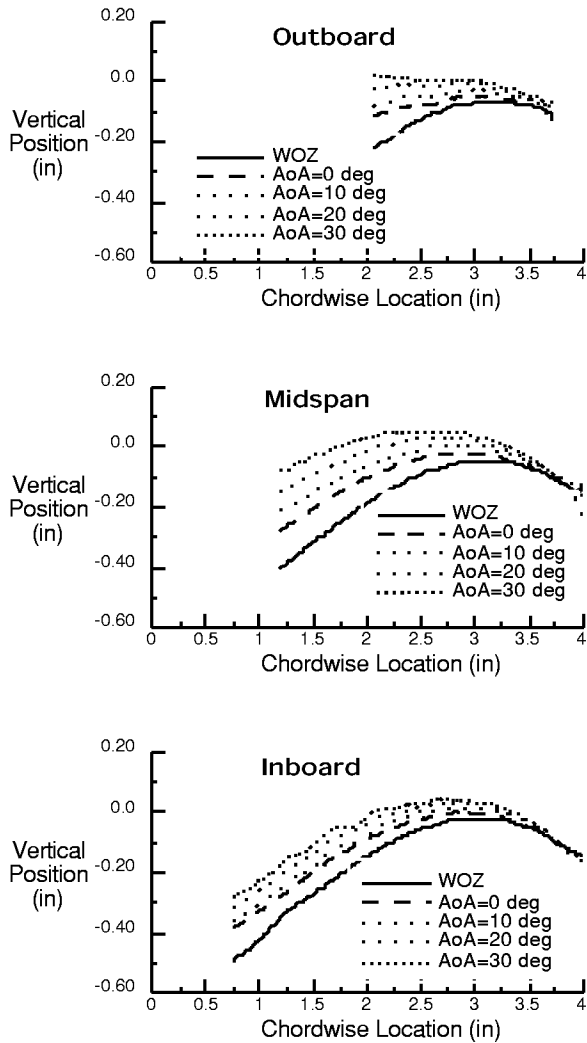 Outboard
0.20
0.0
-0.20
-0.60
Vertical
Position
(in)
WOZ
AoA=0 deg
AoA=10 deg
AoA=20 deg
AoA=30 deg
0 0.5 1 1.5 2 2.5 3 3.5 4
Chordwise Location (in)
Midspan
0.20
0.0
-0.20
-0.40
-0.60
Vertical
Position
(in)
WOZ
AoA=0 deg
AoA=10 deg
AoA=20 deg
AoA=30 deg
0 0.5 1 1.5 2 2.5 3 3.5 4
Chordwise Location (in)
Inboard
0.20
0.0
-0.20
-0.40
-0.60
Vertical
Position
(in)
WOZ
AoA=0 deg
AoA=10 deg
AoA=20 deg
AoA=30 deg
0 0.5 1 1.5 2 2.5 3 3.5 4
Chordwise Location (in)